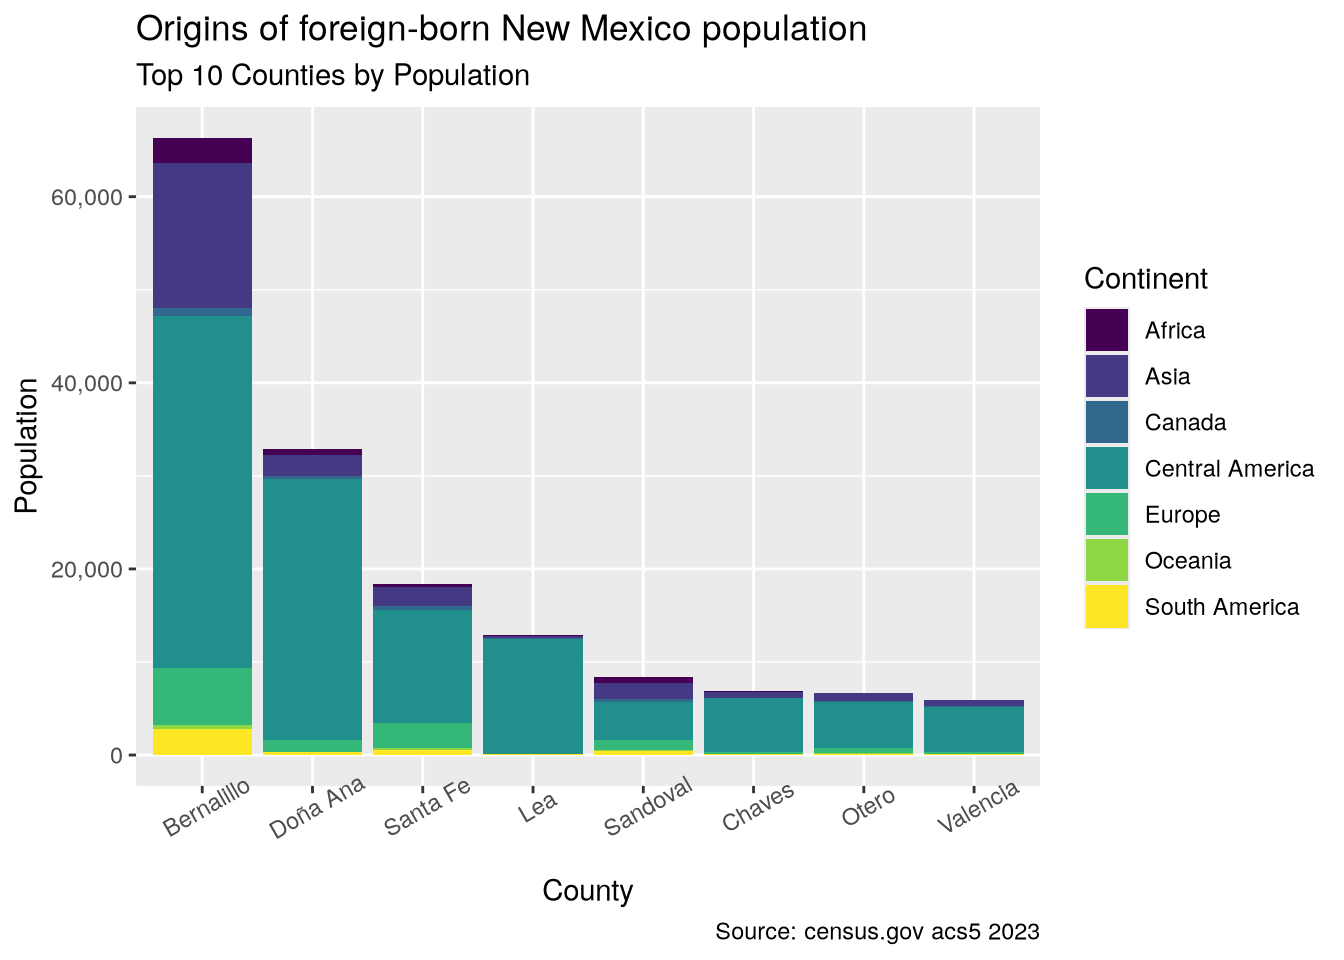 Origins of foreign-born New Mexico population
Top 10 Counties by Population
60,000
40,000
20,000
0
Population
Bernalillo
Doña Ana
Santa Fe
Lea
Sandoval
Chaves
Otero
Valencia
County
Continent
Africa
Asia
Canada
Central America
Europe
Oceania
South America
Source: census.gov acs5 2023